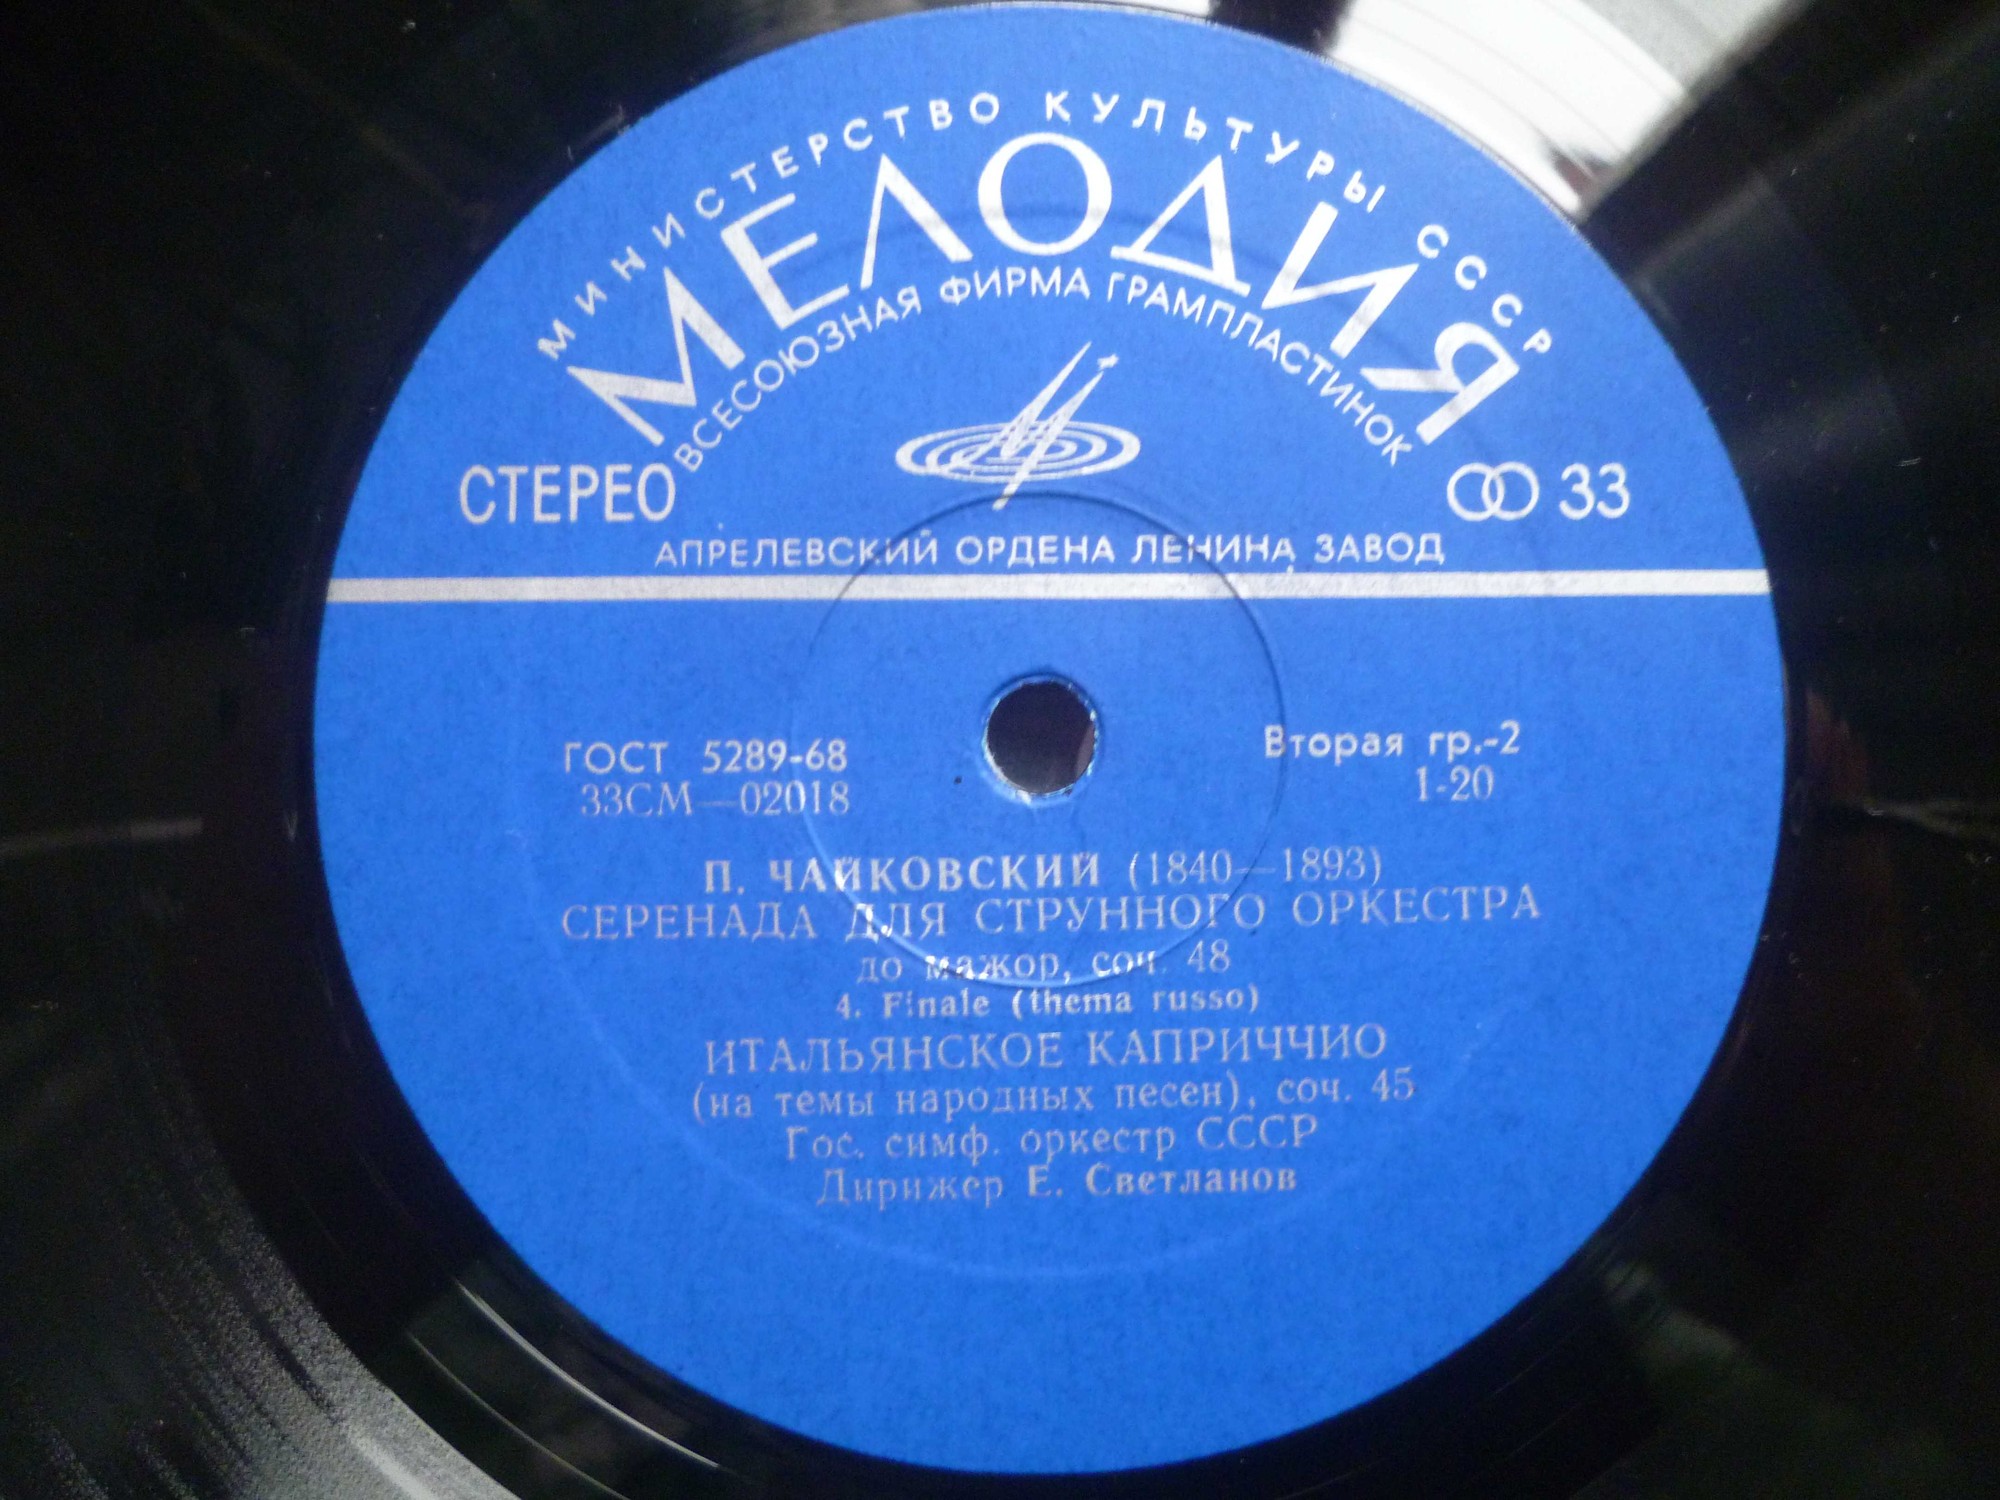 МИНИСТЕРСТВО КУЛЬТУРЫ СССР
МЕЛОДИЯ
ВСЕСОЮЗНАЯ ФИРМА ГРАМПЛАСТИНОК
СТЕРЕО
33
АПРЕЛЕВСКИЙ ОРДЕНА ЛЕНИНА ЗАВОД
ГОСТ 5289-68
33СМ—02018
Вторая гр.-2
1-20
П. ЧАЙКОВСКИЙ (1840—1893)
СЕРЕНАДА ДЛЯ СТРУННОГО ОРКЕСТРА
до мажор, соч. 48
4. Finale (thema russo)
ИТАЛЬЯНСКОЕ КАПРИЧЧИО
(на темы народных песен), соч. 45
Гос. симф. оркестр СССР
Дирижер Е. Светланов